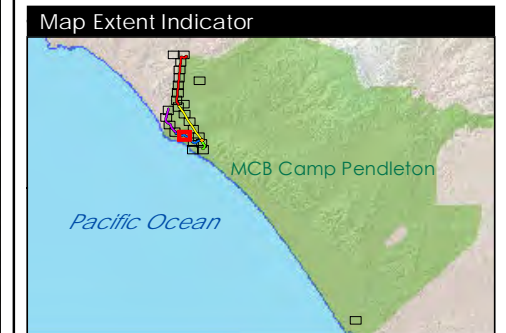 Map Extent Indicator
MCB Camp Pendleton
Pacific Ocean